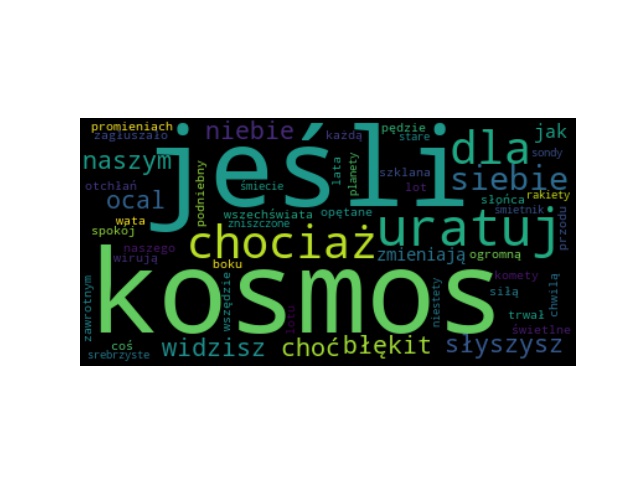 promieniach
zagłuszało
niebie
każdą
pędzie
stare
jak
jeśli
dla
naszym
sondy
otchłań
ocal
podniebny
śmiecie
lata
planety
szklana
lot
siebie
słońca
rakiety
śmietnik
przodu
wata
spokój
wszechświata
opętane
zniszczone
uratuj
naszego
wirują
chociaż
boku
zmieniają
ogromną
kosmos
zawrotnym
wszędzie
lotu
niestety
komety
siłą
chwilą
trwał
świetlne
coś
srebrzyste
widzisz
choć
błękit
słyszysz